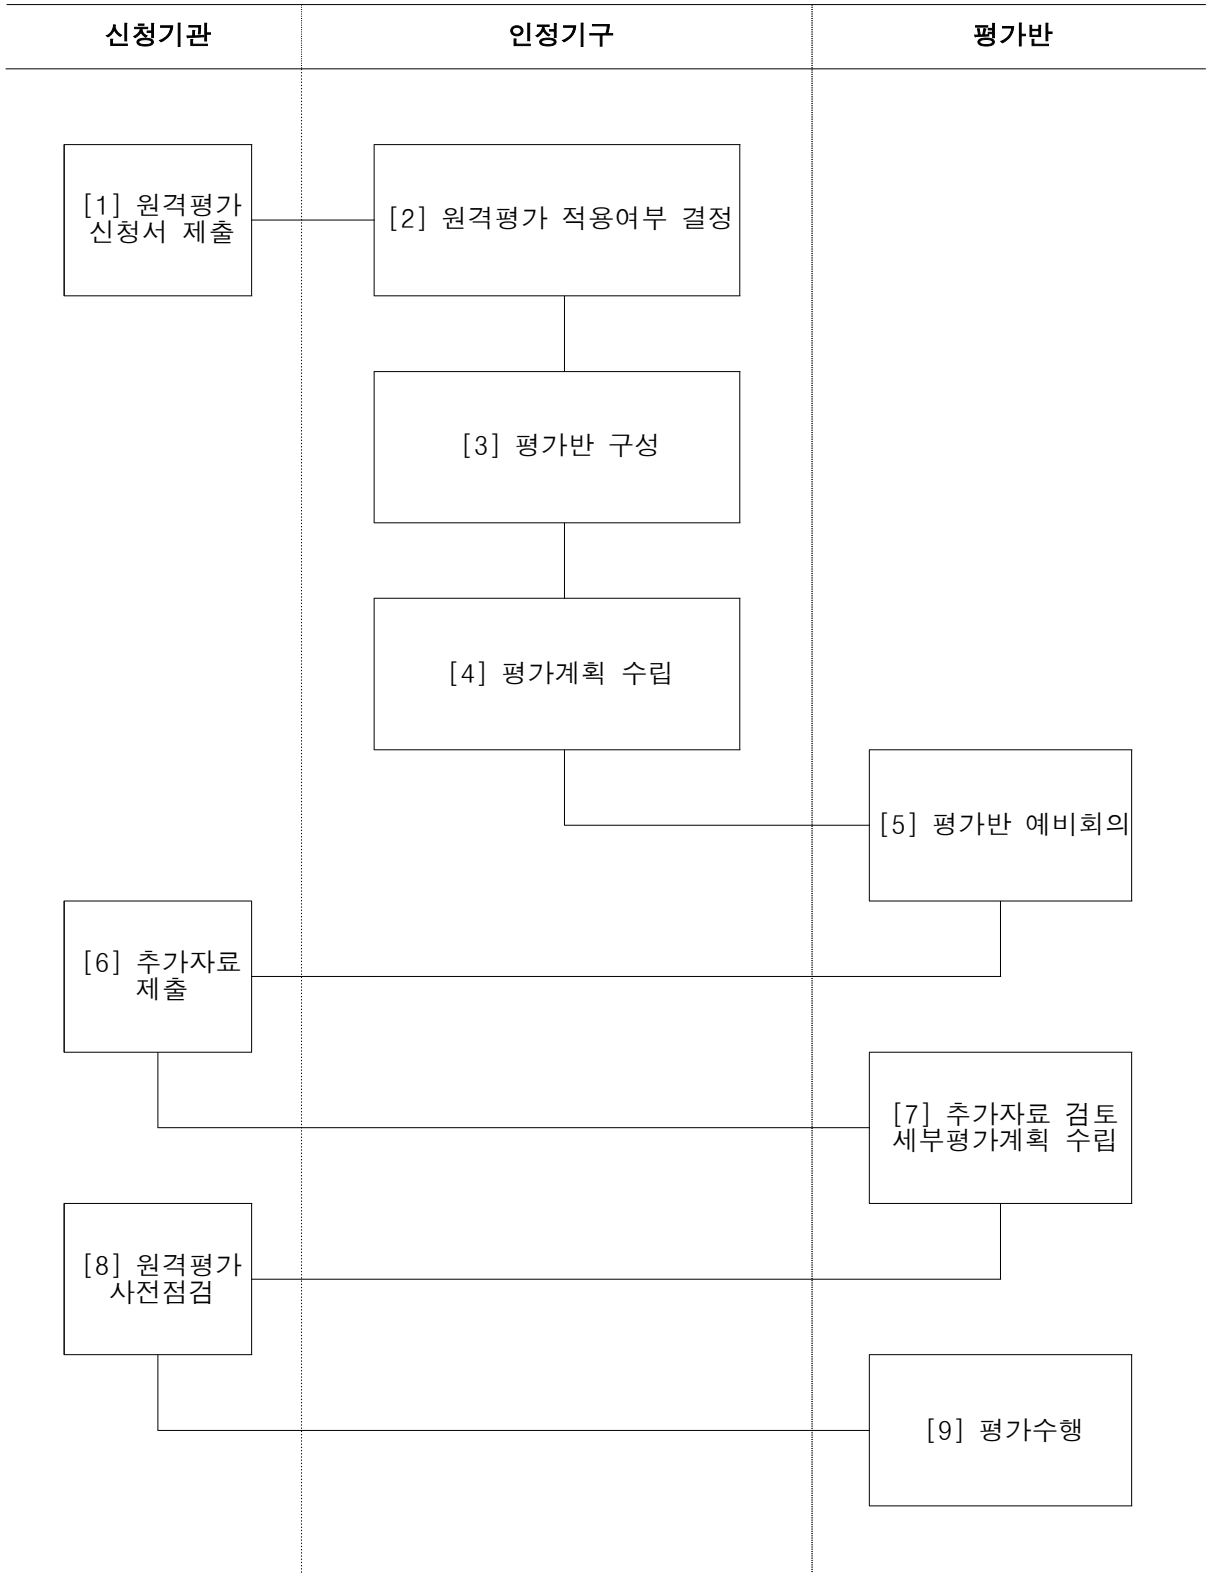 신청기관
인정기구
평가반
[1] 원격평가
신청서 제출
[2] 원격평가 적용여부 결정
[3] 평가반 구성
[4] 평가계획 수립
[5] 평가반 예비회의
[6] 추가자료
제출
[7] 추가자료 검토
세부평가계획 수립
[8] 원격평가
사전점검
[9] 평가수행